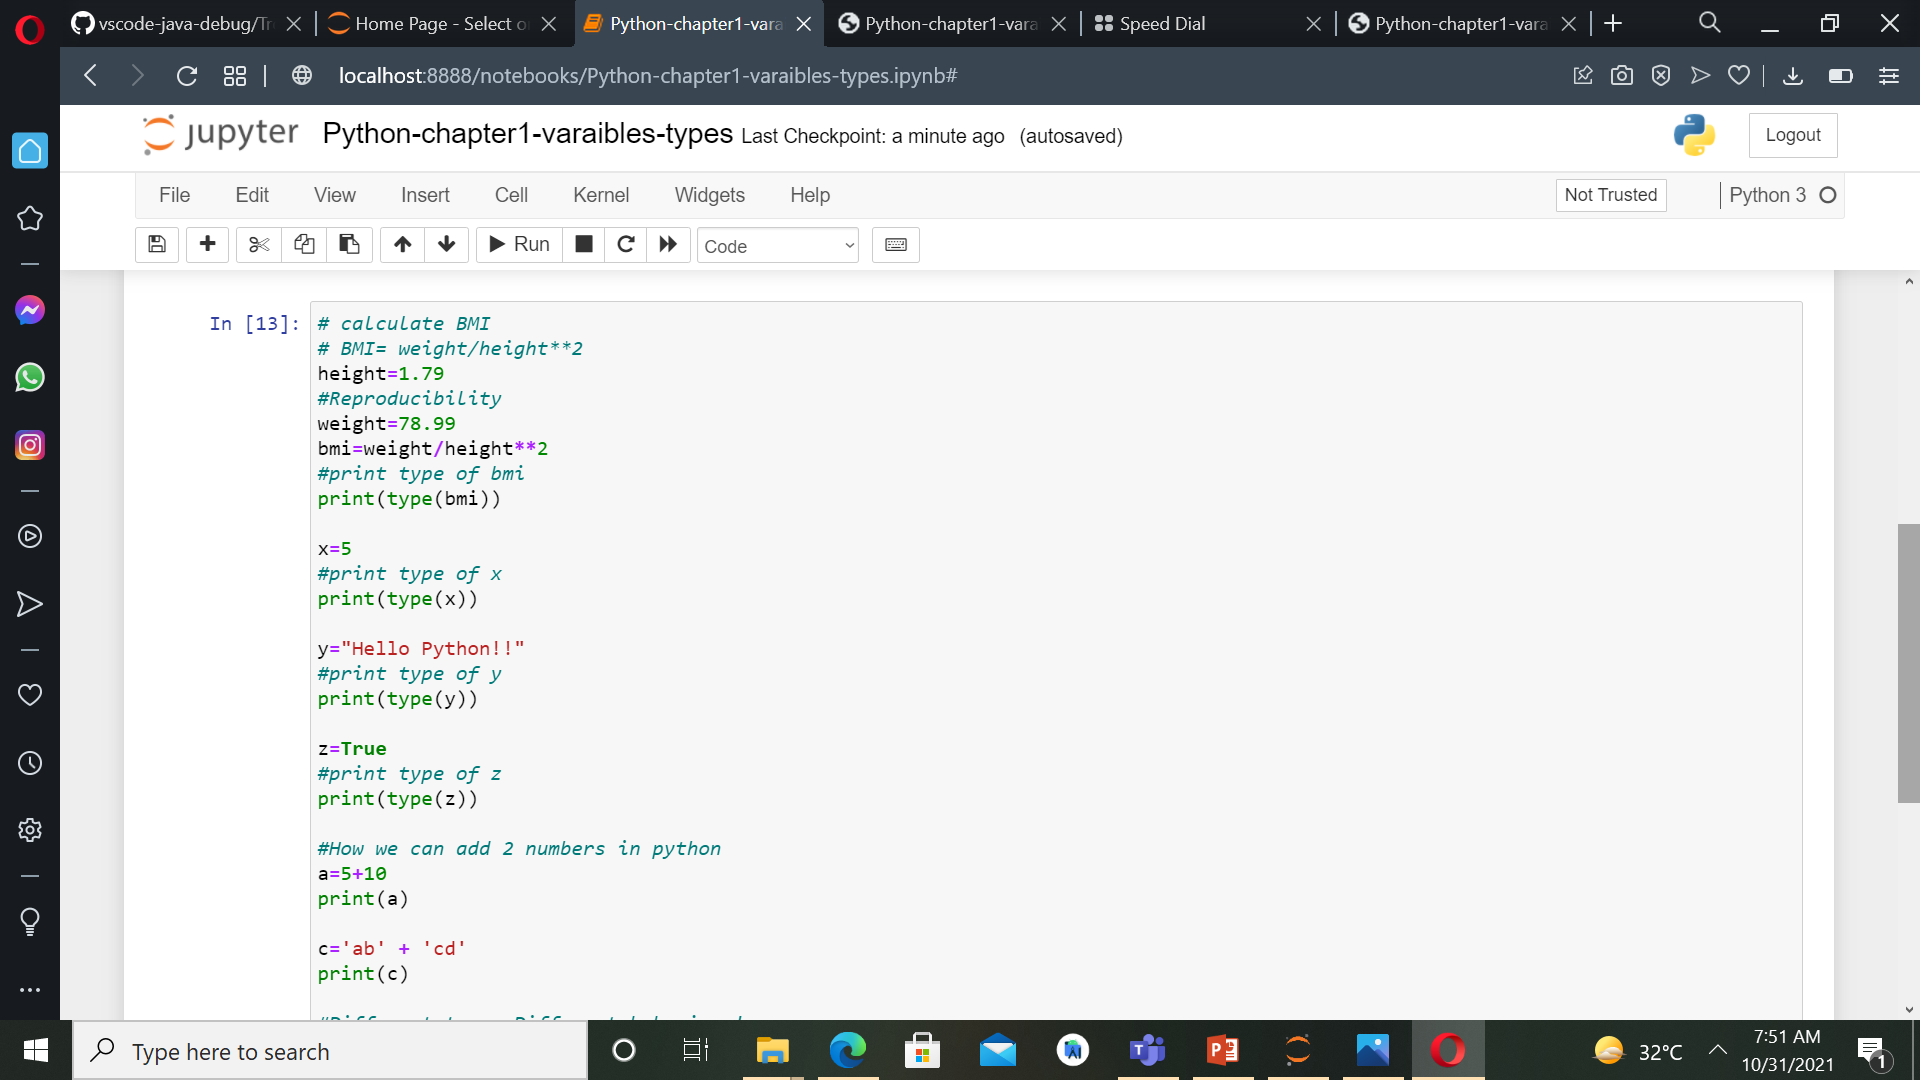 vscode-java-debug/Tr
Home Page - Select o
Python-chapter1-vara
Python-chapter1-vara
Speed Dial
Python-chapter1-vara
localhost:8888/notebooks/Python-chapter1-varaibles-types.ipynb#
jupyter Python-chapter1-varaibles-types Last Checkpoint: a minute ago (autosaved)
Logout
File Edit View Insert Cell Kernel Widgets Help
Not Trusted
Python 3
Run
Code
In [13]:
# calculate BMI
# BMI= weight/height**2
height=1.79
#Reproducibility
weight=78.99
bmi=weight/height**2
#print type of bmi
print(type(bmi))
x=5
#print type of x
print(type(x))
y="Hello Python!!"
#print type of y
print(type(y))
z=True
#print type of z
print(type(z))
#How we can add 2 numbers in python
a=5+10
print(a)
c='ab' + 'cd'
print(c)
Type here to search
32°C
7:51 AM
10/31/2021
1